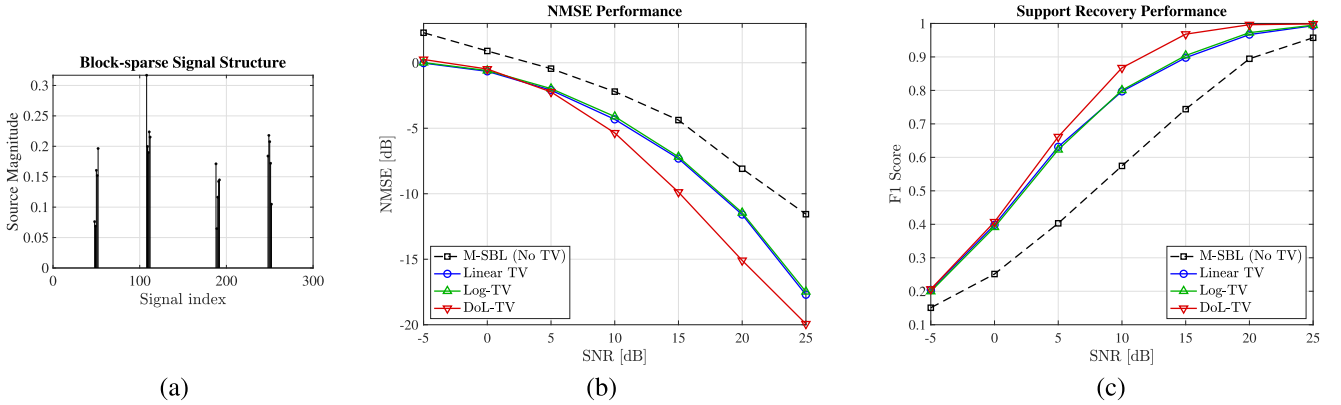 Block-sparse Signal Structure
Source Magnitude
0.3
0.25
0.2
0.15
0.1
0.05
0
0 100 200 300
Signal index
(a)
NMSE Performance
NMSE [dB]
0
-5
-10
-15
-20
M-SBL (No TV)
Linear TV
Log-TV
DoL-TV
-5 0 5 10 15 20 25
SNR [dB]
(b)
Support Recovery Performance
F1 Score
1
0.9
0.8
0.7
0.6
0.5
0.4
0.3
0.2
0.1
M-SBL (No TV)
Linear TV
Log-TV
DoL-TV
-5 0 5 10 15 20 25
SNR [dB]
(c)